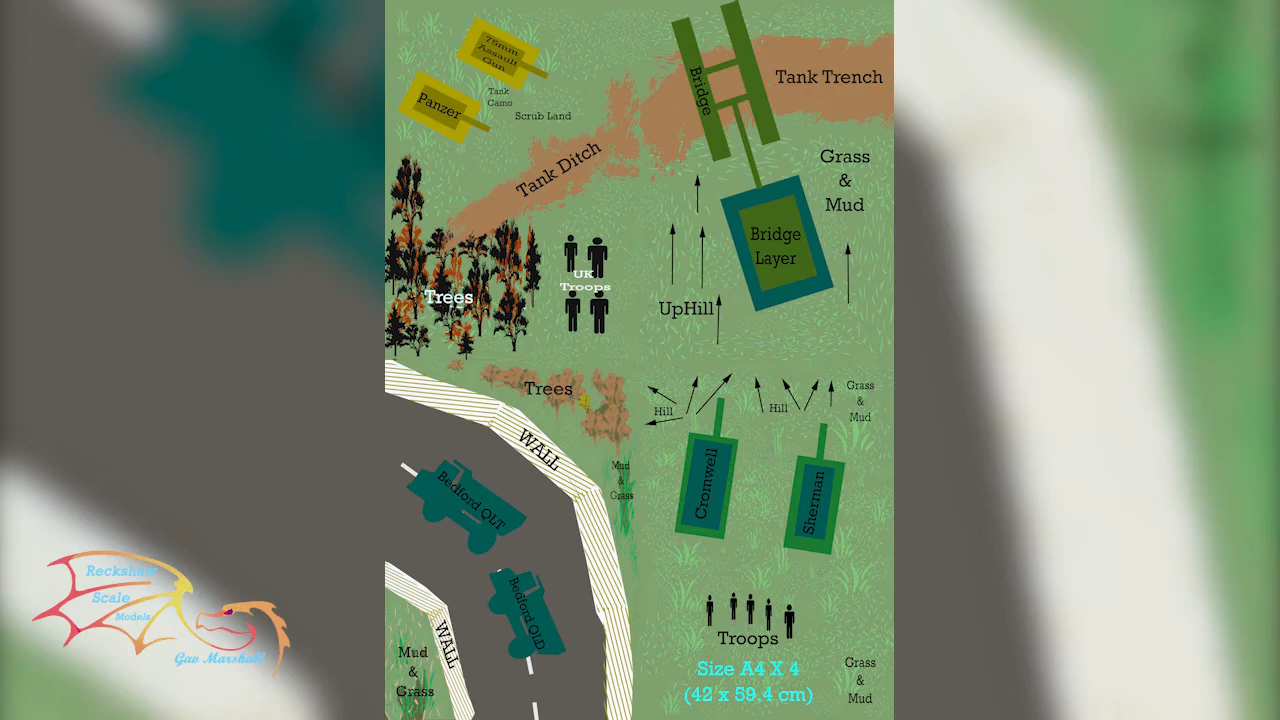 75mm
Assault
Gun
Panzer
Tank
Camo
Scrub Land
Bridge
Tank Trench
Tank Ditch
Grass
&
Mud
Bridge
Layer
UK
Troops
Trees
UpHill
Trees
Hill
Hill
Grass
&
Mud
WALL
Mud
&
Grass
Cromwell
Sherman
Bedford QLT
Bedford QLD
WALL
Mud
&
Grass
Troops
Size A4 X 4
(42 x 59.4 cm)
Grass
&
Mud
Reckshaw
Scale
Models
Gav Marshall